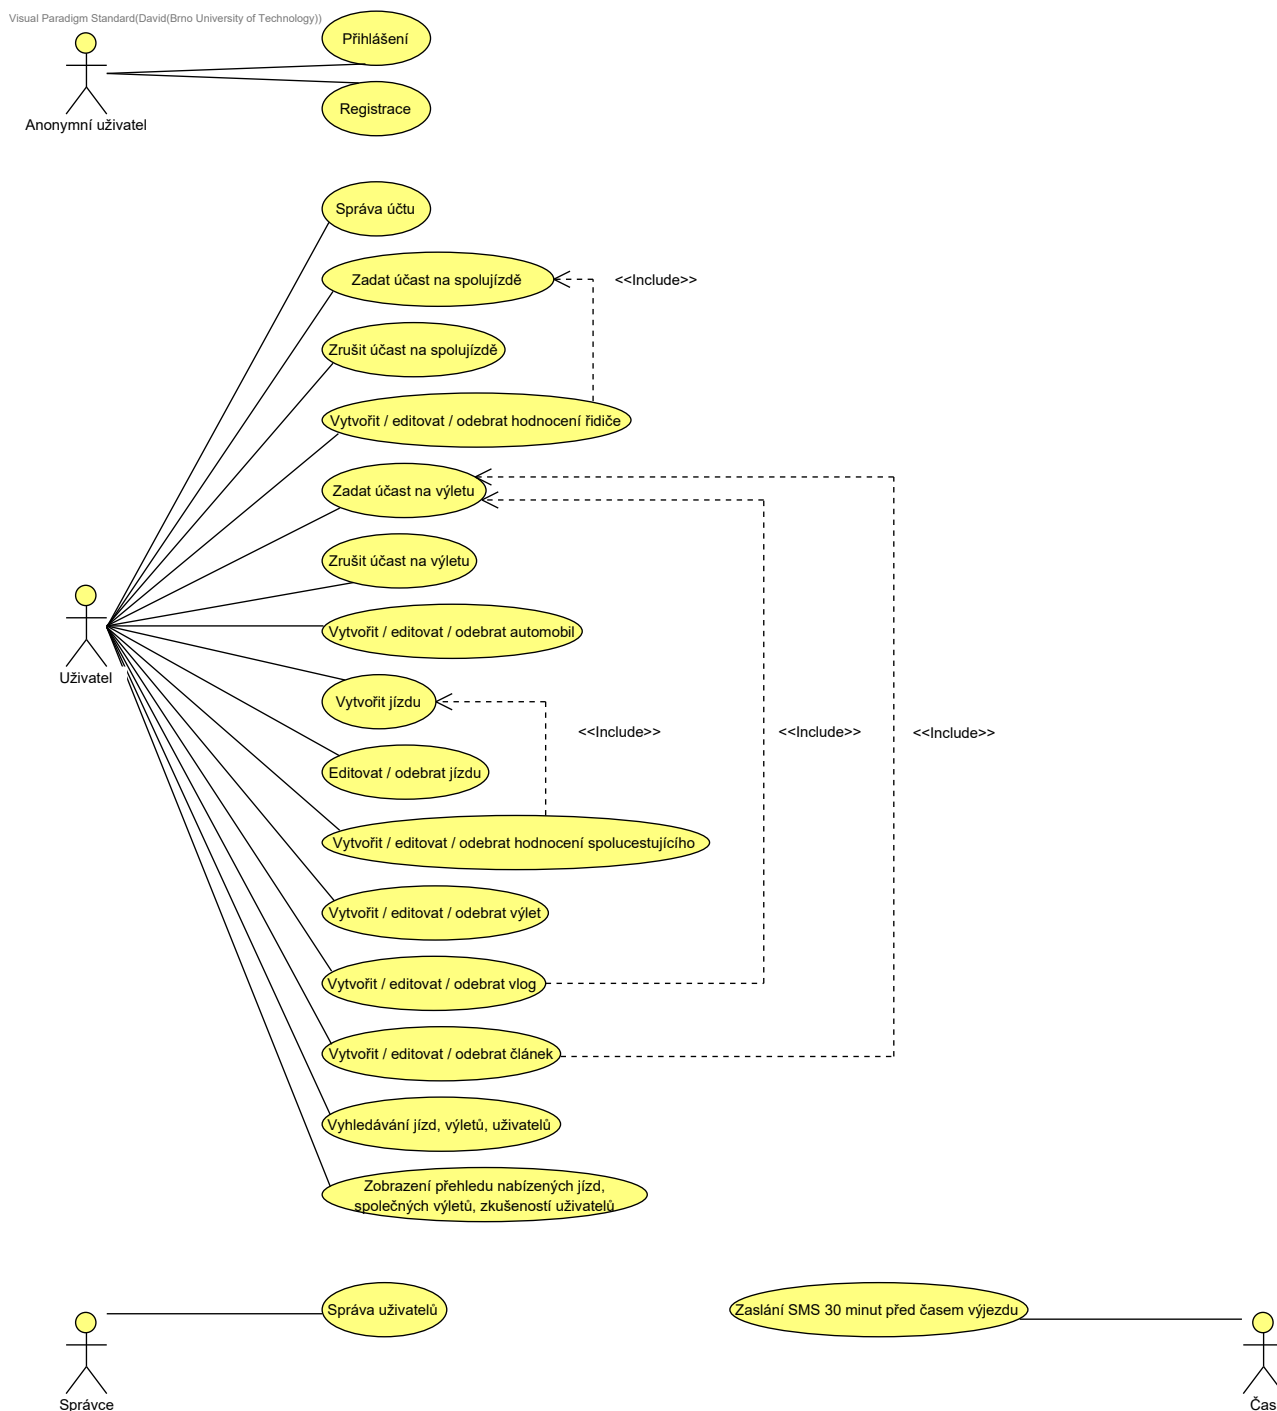 Visual Paradigm Standard(David(Brno University of Technology))
Přihlášení
Registrace
Anonymní uživatel
Správa účtu
Zadat účast na spolujízdě
<<Include>>
Zrušit účast na spolujízdě
Vytvořit / editovat / odebrat hodnocení řidiče
Zadat účast na výletu
Zrušit účast na výletu
Vytvořit / editovat / odebrat automobil
Uživatel
Vytvořit jízdu
<<Include>>
<<Include>>
<<Include>>
Editovat / odebrat jízdu
Vytvořit / editovat / odebrat hodnocení spolucestujícího
Vytvořit / editovat / odebrat výlet
Vytvořit / editovat / odebrat vlog
Vytvořit / editovat / odebrat článek
Vyhledávání jízd, výletů, uživatelů
Zobrazení přehledu nabízených jízd,
společných výletů, zkušeností uživatelů
Správa uživatelů
Zaslání SMS 30 minut před časem výjezdu
Správce
Čas